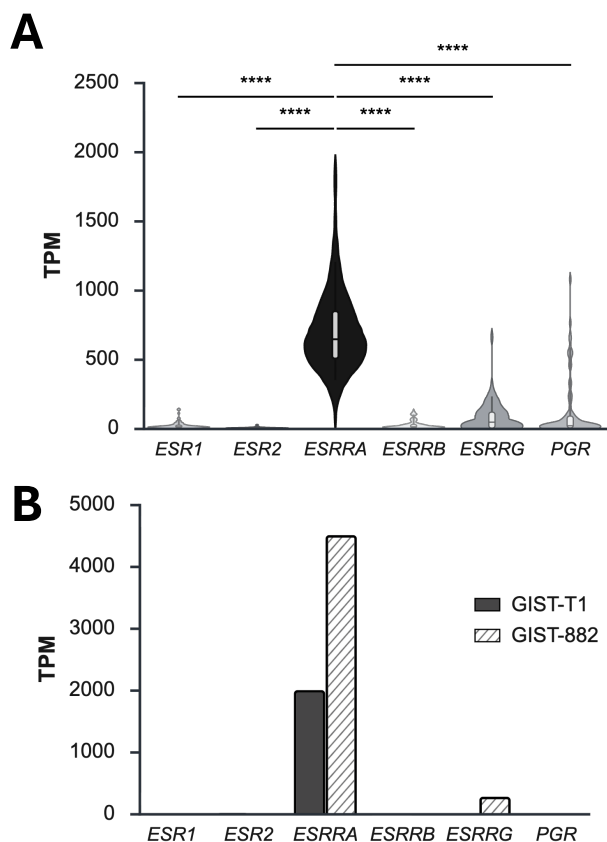 A
****
2500
****
****
****
****
2000
1500
TPM
1000
500
0
ESR1 ESR2 ESRRA ESRRB ESRRG PGR
B
5000
4000
GIST-T1
3000
GIST-882
TPM
2000
1000
0
ESR1 ESR2 ESRRA ESRRB ESRRG PGR